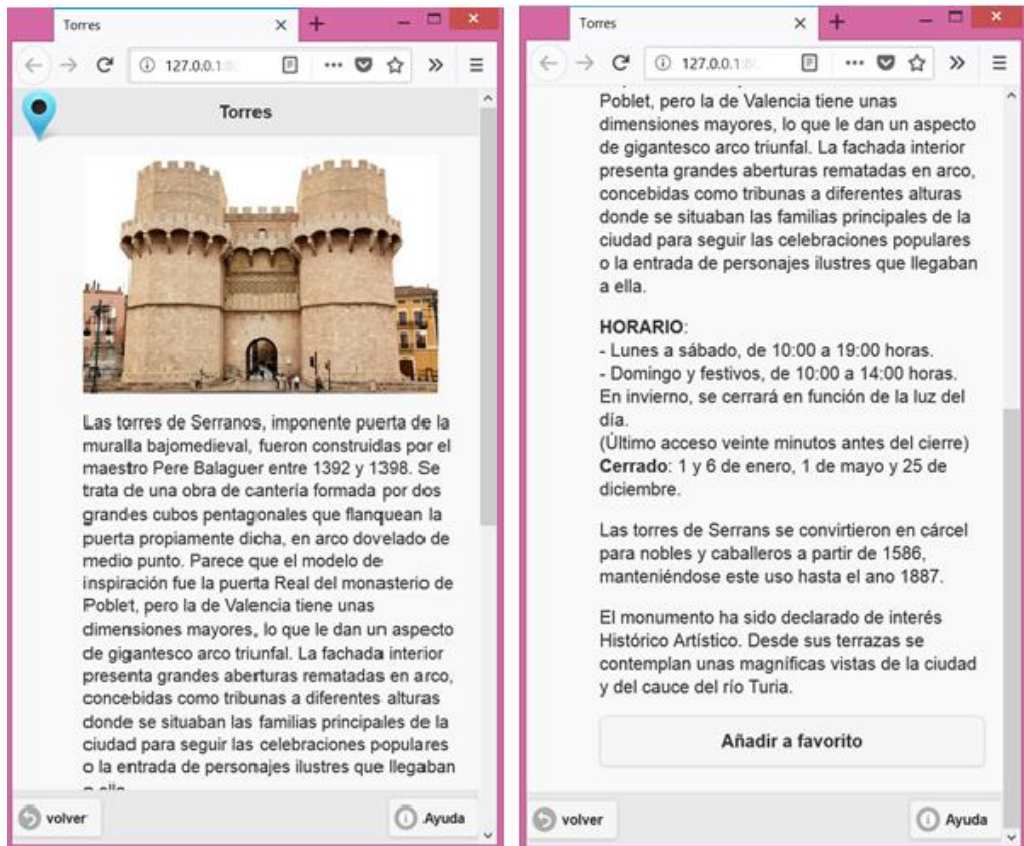 Torres
127.0.0.1:
Torres
Las torres de Serranos, imponente puerta de la
muralla bajomedieval, fueron construidas por el
maestro Pere Balaguer entre 1392 y 1398. Se
trata de una obra de cantería formada por dos
grandes cubos pentagonales que flanquean la
puerta propiamente dicha, en arco dovelado de
medio punto. Parece que el modelo de
inspiración fue la puerta Real del monasterio de
Poblet, pero la de Valencia tiene unas
dimensiones mayores, lo que le dan un aspecto
de gigantesco arco triunfal. La fachada interior
presenta grandes aberturas rematadas en arco,
concebidas como tribunas a diferentes alturas
donde se situaban las familias principales de la
ciudad para seguir las celebraciones populares
o la entrada de personajes ilustres que llegaban
volver
Ayuda
Torres
127.0.0.1:
Poblet, pero la de Valencia tiene unas
dimensiones mayores, lo que le dan un aspecto
de gigantesco arco triunfal. La fachada interior
presenta grandes aberturas rematadas en arco,
concebidas como tribunas a diferentes alturas
donde se situaban las familias principales de la
ciudad para seguir las celebraciones populares
o la entrada de personajes ilustres que llegaban
a ella.
HORARIO:
- Lunes a sábado, de 10:00 a 19:00 horas.
- Domingo y festivos, de 10:00 a 14:00 horas.
En invierno, se cerrará en función de la luz del
día.
(Último acceso veinte minutos antes del cierre)
Cerrado: 1 y 6 de enero, 1 de mayo y 25 de
diciembre.
Las torres de Serrans se convirtieron en cárcel
para nobles y caballeros a partir de 1586,
manteniéndose este uso hasta el ano 1887.
El monumento ha sido declarado de interés
Histórico Artístico. Desde sus terrazas se
contemplan unas magníficas vistas de la ciudad
y del cauce del río Turia.
Añadir a favorito
volver
Ayuda